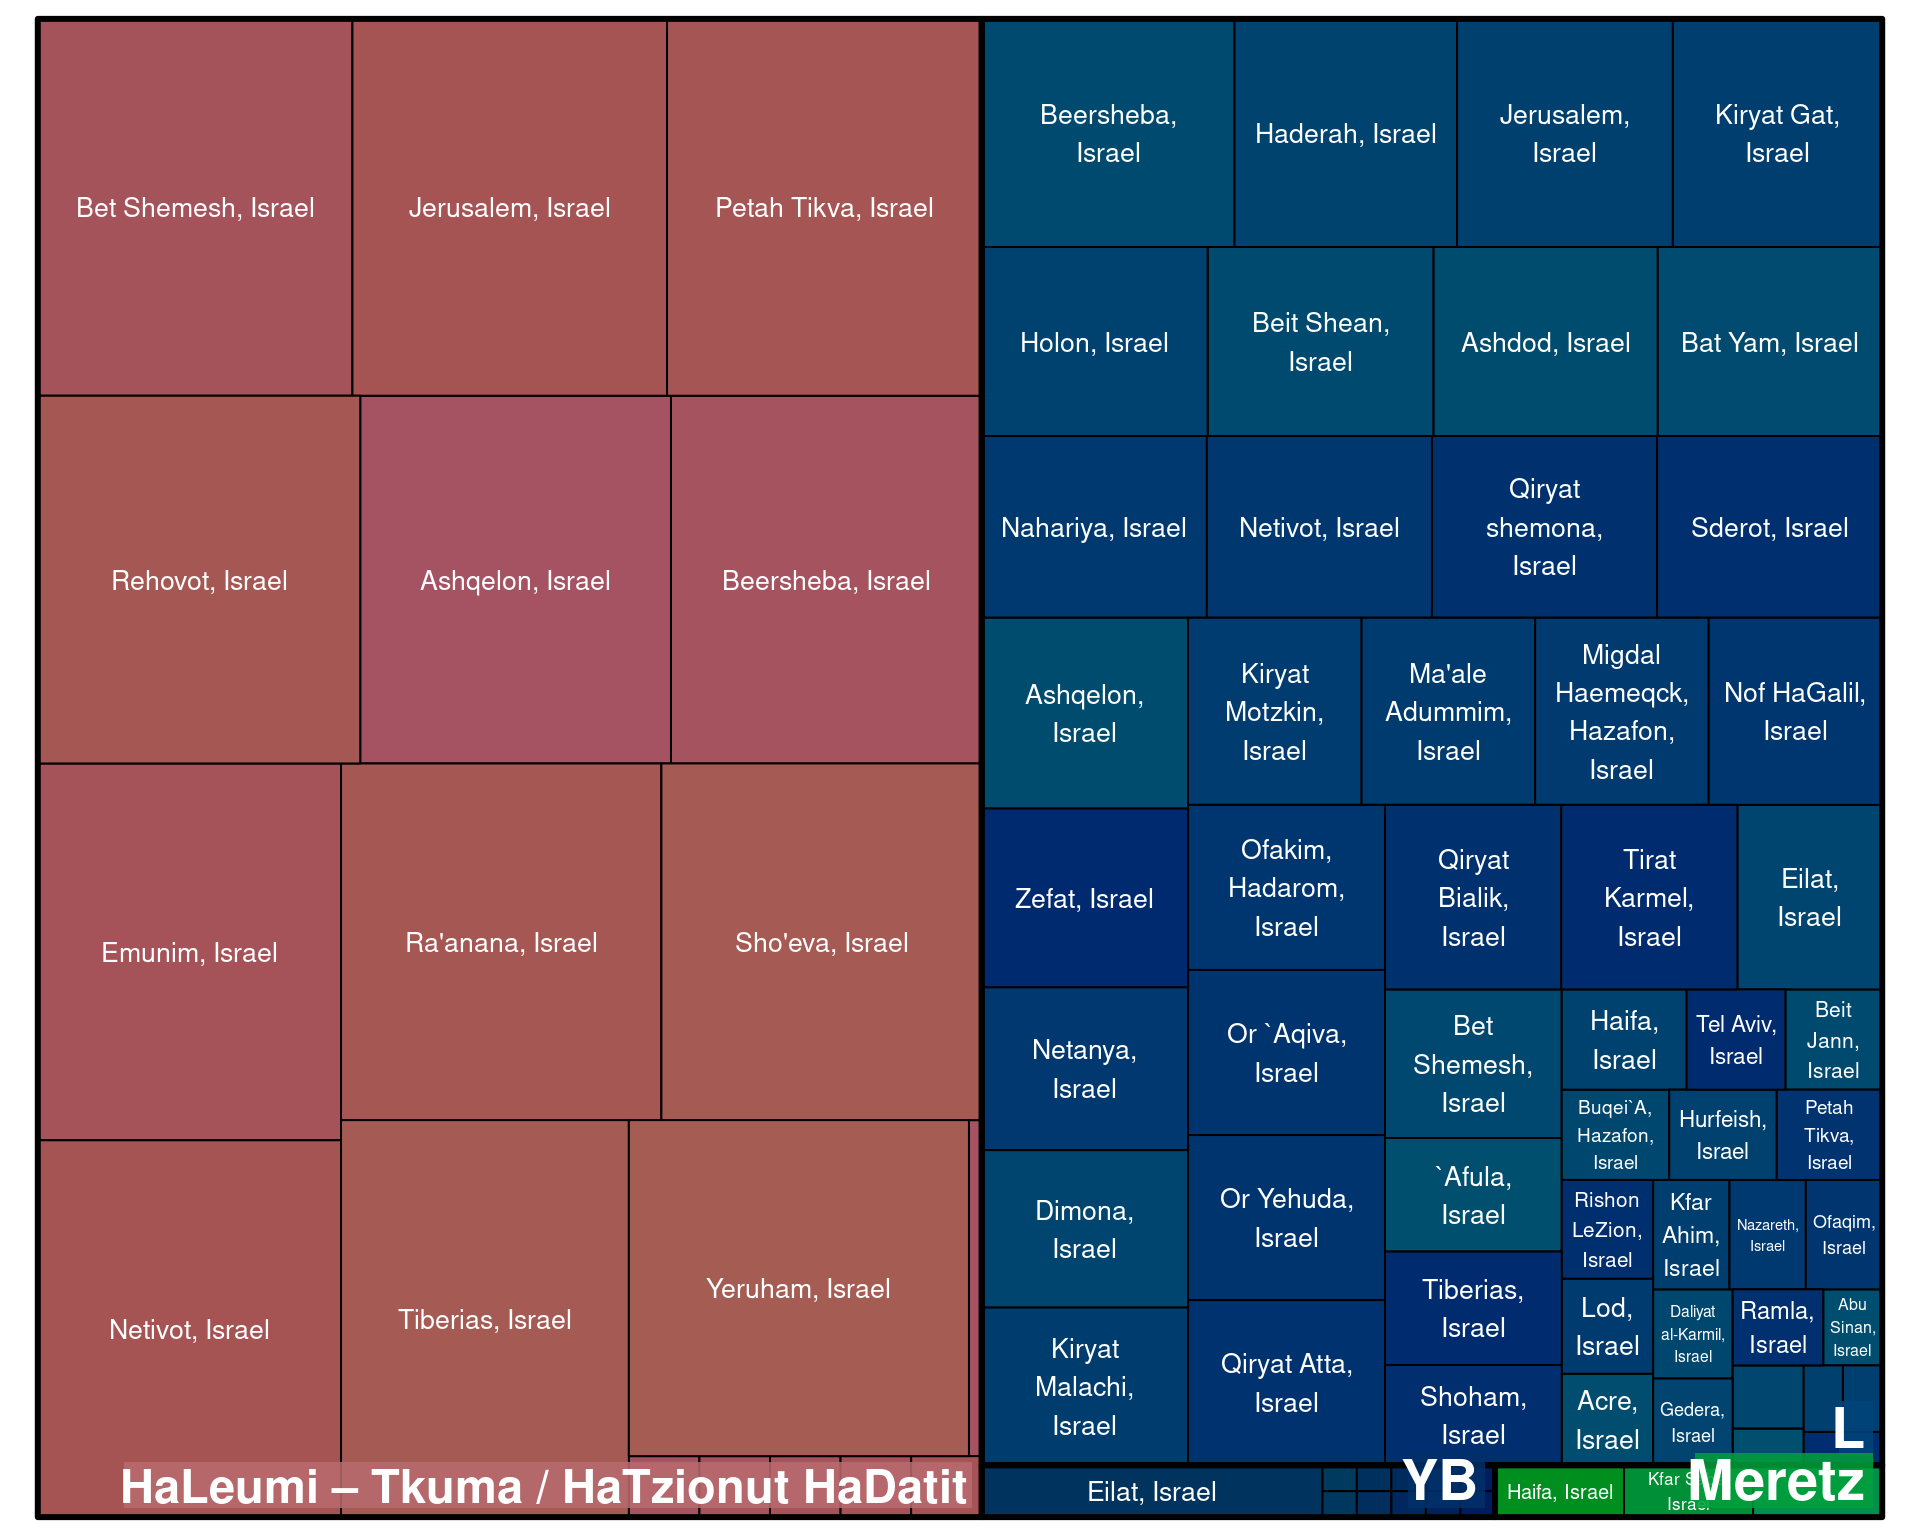 Bet Shemesh, Israel
Jerusalem, Israel
Petah Tikva, Israel
Rehovot, Israel
Ashqelon, Israel
Beersheba, Israel
Emunim, Israel
Ra'anana, Israel
Sho'eva, Israel
Netivot, Israel
Tiberias, Israel
Yeruham, Israel
HaLeumi – Tkuma / HaTzionut HaDatit
Beersheba,
Israel
Haderah, Israel
Jerusalem,
Israel
Kiryat Gat,
Israel
Holon, Israel
Beit Shean,
Israel
Ashdod, Israel
Bat Yam, Israel
Nahariya, Israel
Netivot, Israel
Qiryat
shemona,
Israel
Sderot, Israel
Ashqelon,
Israel
Kiryat
Motzkin,
Israel
Ma'ale
Adummim,
Israel
Migdal
Haemeqck,
Hazafon,
Israel
Nof HaGalil,
Israel
Zefat, Israel
Ofakim,
Hadarom,
Israel
Qiryat
Bialik,
Israel
Tirat
Karmel,
Israel
Eilat,
Israel
Netanya,
Israel
Or `Aqiva,
Israel
Bet
Shemesh,
Israel
Haifa,
Israel
Tel Aviv,
Israel
Beit
Jann,
Israel
Buqei`A,
Hazafon,
Israel
Hurfeish,
Israel
Petah
Tikva,
Israel
Dimona,
Israel
Or Yehuda,
Israel
`Afula,
Israel
Rishon
LeZion,
Israel
Kfar
Ahim,
Israel
Nazareth,
Israel
Ofaqim,
Israel
Kiryat
Malachi,
Israel
Qiryat Atta,
Israel
Tiberias,
Israel
Lod,
Israel
Daliyat
al-Karmil,
Israel
Ramla,
Israel
Abu
Sinan,
Israel
Shoham,
Israel
Acre,
Israel
Gedera,
Israel
L
Eilat, Israel
YB
Haifa, Israel
Kfar
Israel
Meretz